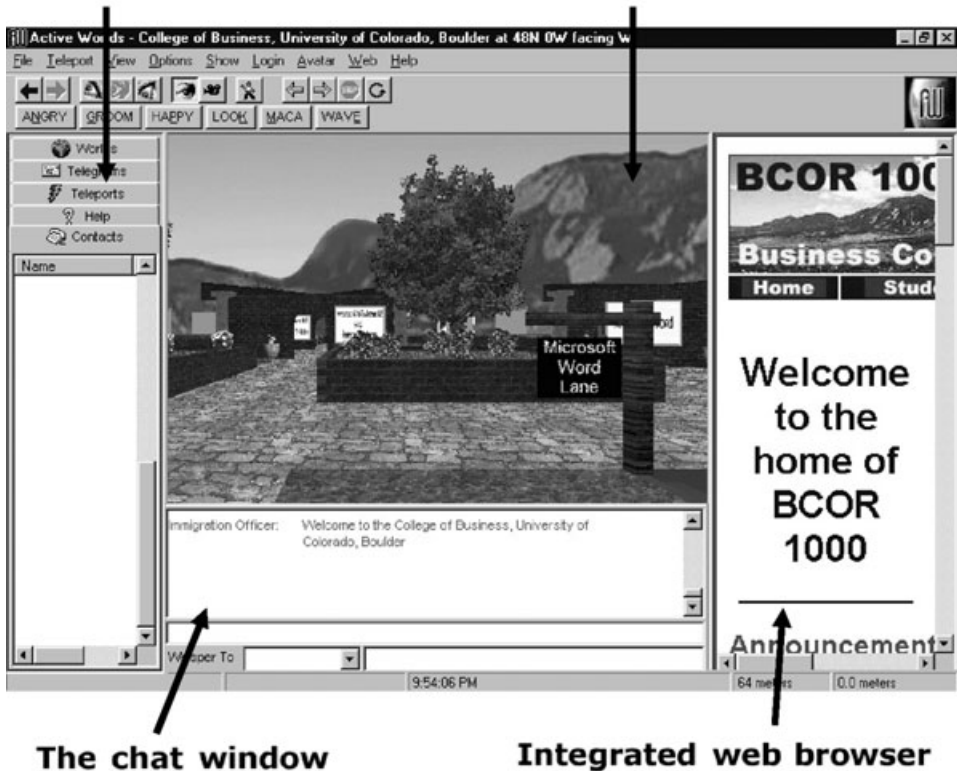 Active Worlds - College of Business, University of Colorado, Boulder at 48N 0W facing W
File Teleport View Options Show Login Avatar Web Help
ANGRY GROOM HAPPY LOOK MACA WAVE
Worlds
Telegrams
Teleports
Help
Contacts
Name
Microsoft
Word
Lane
Immigration Officer: Welcome to the College of Business, University of
Colorado, Boulder
Whisper To
9:54:06 PM
64 meters
0.0 meters
BCOR 100
Business Co
Home Stud
Welcome
to the
home of
BCOR
1000
Announcement
The chat window
Integrated web browser